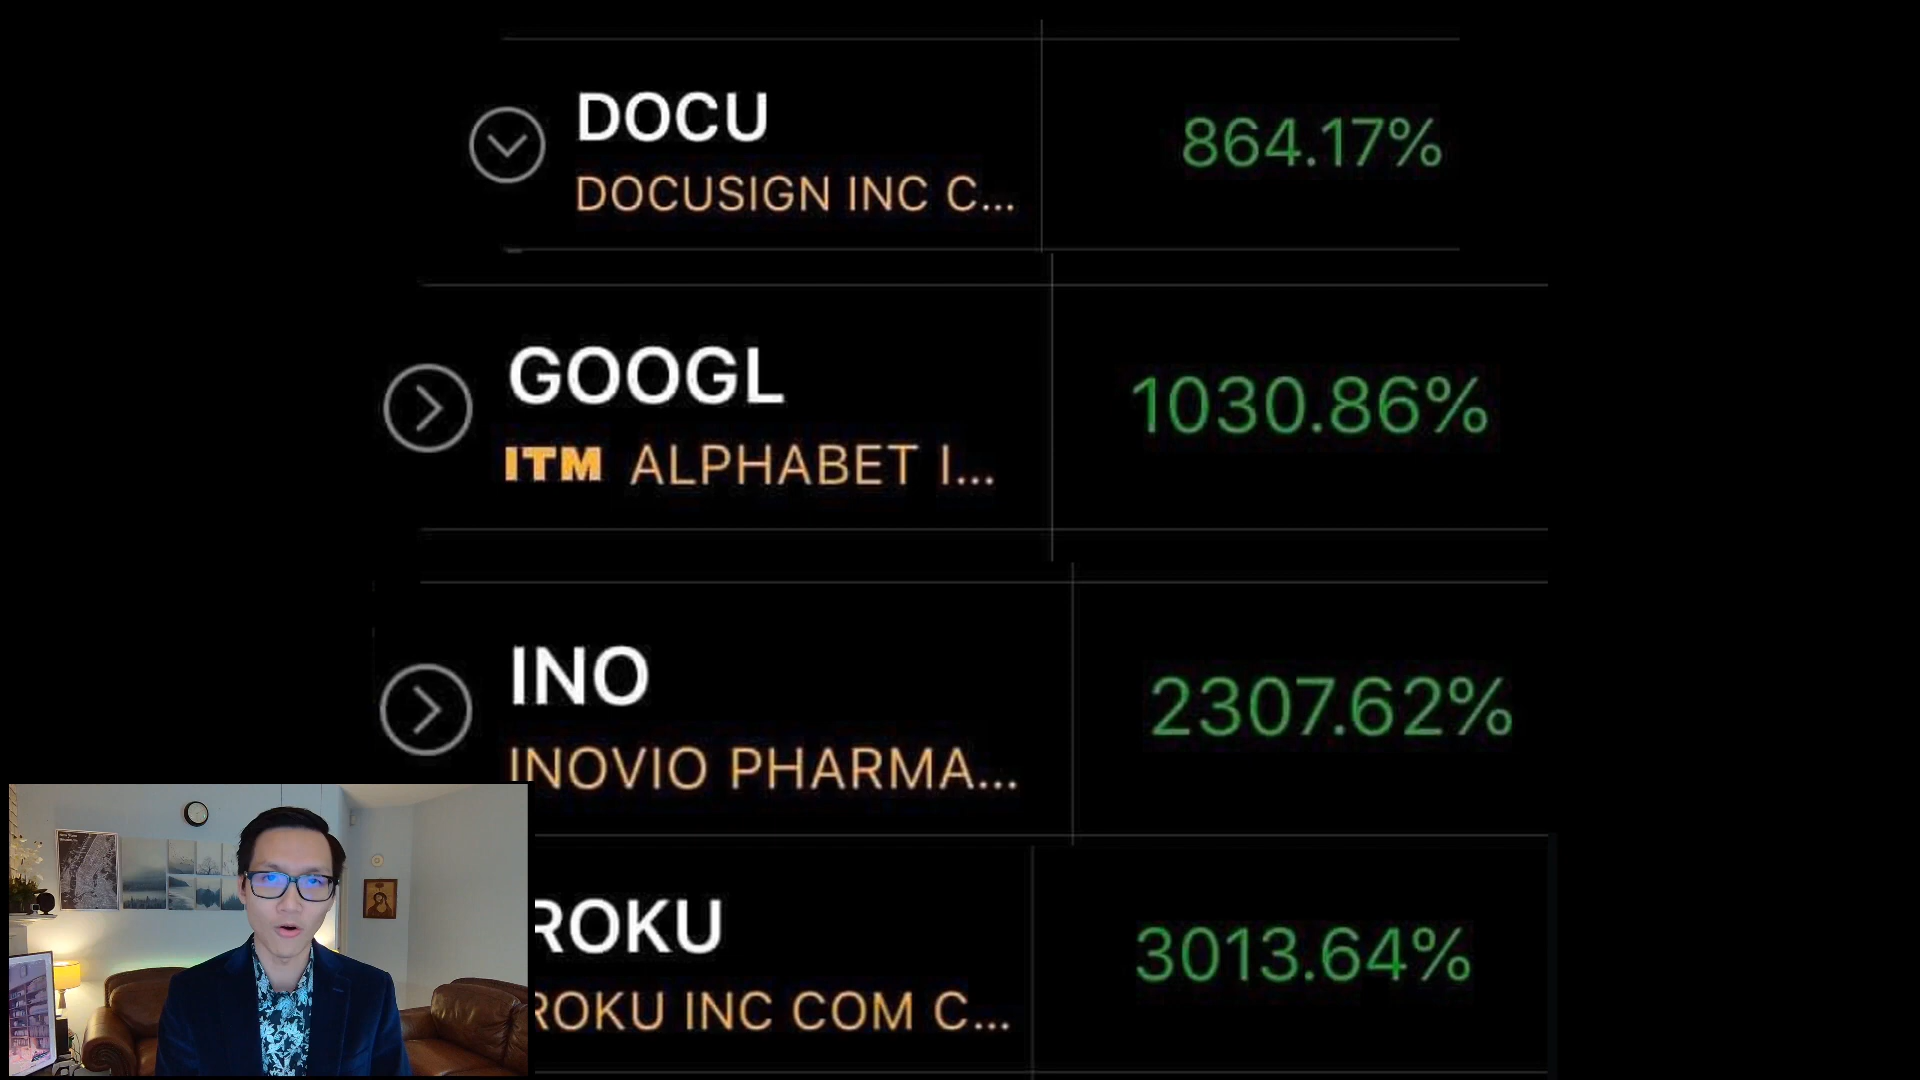 DOCU
864.17%
DOCUSIGN INC C...
GOOGL
1030.86%
ITM ALPHABET I...
INO
2307.62%
INOVIO PHARMA...
ROKU
3013.64%
ROKU INC COM C...